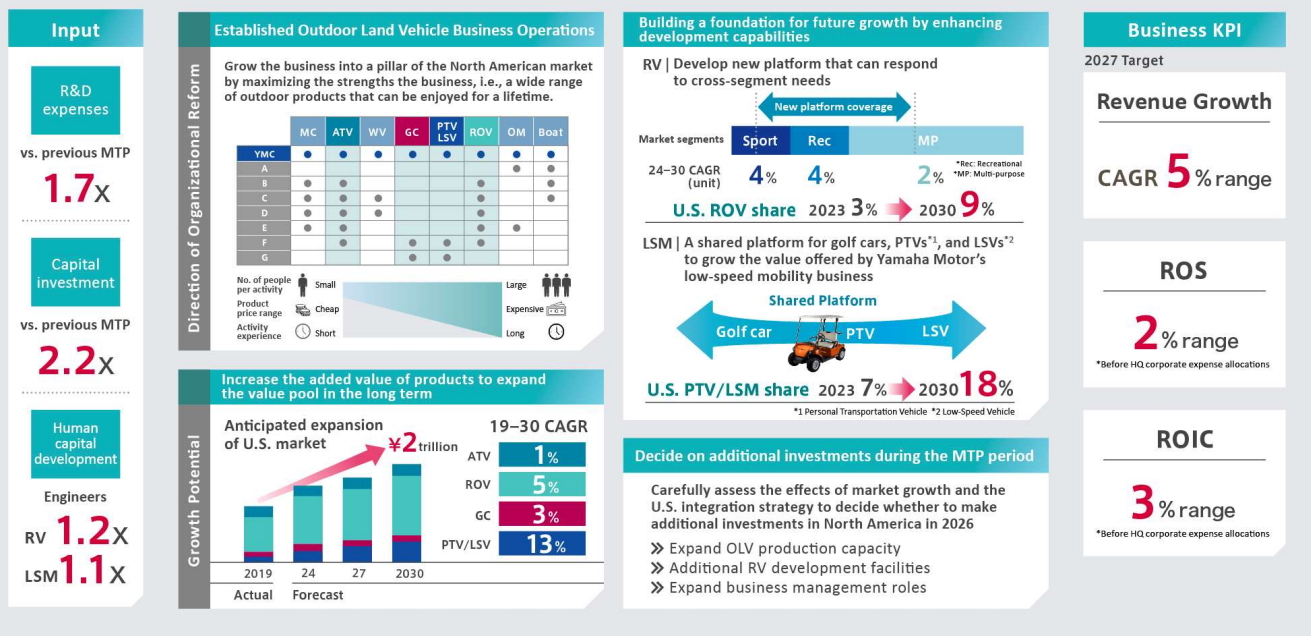 Input
R&D
expenses
vs. previous MTP
1.7x
Capital
investment
vs. previous MTP
2.2x
Human
capital
development
Engineers
RV 1.2x
LSM 1.1x
Direction of Organizational Reform
Established Outdoor Land Vehicle Business Operations
Grow the business into a pillar of the North American market
by maximizing the strengths the business, i.e., a wide range
of outdoor products that can be enjoyed for a lifetime.
MC ATV WV GC PTV LSV ROV OM Boat
YMC
A
B
C
D
E
F
G
No. of people
per activity
Small
Large
Product
price range
Cheap
Expensive
Activity
experience
Short
Long
Growth Potential
Increase the added value of products to expand
the value pool in the long term
Anticipated expansion
of U.S. market
¥2 trillion
2019 24 27 2030
Actual Forecast
19–30 CAGR
ATV 1%
ROV 5%
GC 3%
PTV/LSV 13%
Building a foundation for future growth by enhancing
development capabilities
RV | Develop new platform that can respond
to cross-segment needs
New platform coverage
Market segments Sport Rec MP
24–30 CAGR
(unit)
4% 4% 2%
*Rec: Recreational
*MP: Multi-purpose
U.S. ROV share 2023 3% 2030 9%
LSM | A shared platform for golf cars, PTVs*1, and LSVs*2
to grow the value offered by Yamaha Motor’s
low-speed mobility business
Shared Platform
Golf car PTV LSV
U.S. PTV/LSM share 2023 7% 2030 18%
*1 Personal Transportation Vehicle *2 Low-Speed Vehicle
Decide on additional investments during the MTP period
Carefully assess the effects of market growth and the
U.S. integration strategy to decide whether to make
additional investments in North America in 2026
Expand OLV production capacity
Additional RV development facilities
Expand business management roles
Business KPI
2027 Target
Revenue Growth
CAGR 5% range
ROS
2% range
*Before HQ corporate expense allocations
ROIC
3% range
*Before HQ corporate expense allocations